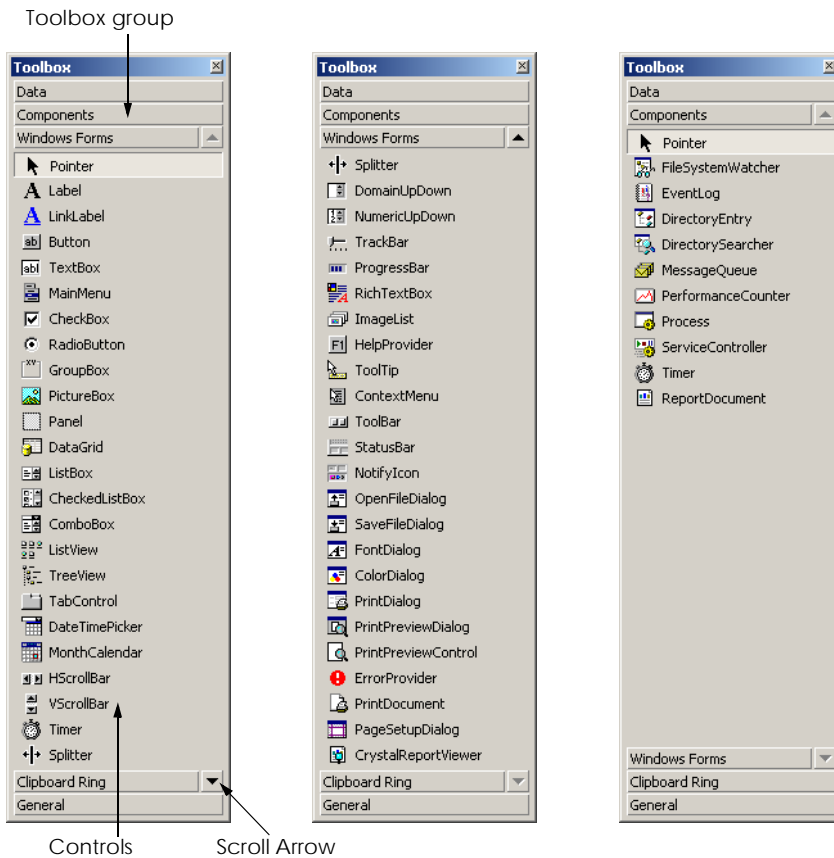 Toolbox group
Toolbox
Data
Components
Windows Forms
Pointer
A Label
A LinkLabel
ab Button
abl TextBox
MainMenu
CheckBox
RadioButton
XY GroupBox
PictureBox
Panel
DataGrid
ListBox
CheckedListBox
ComboBox
ListView
TreeView
TabControl
DateTimePicker
MonthCalendar
HScrollBar
VScrollBar
Timer
Splitter
Clipboard Ring
General
Controls
Scroll Arrow
Toolbox
Data
Components
Windows Forms
Splitter
DomainUpDown
NumericUpDown
TrackBar
ProgressBar
RichTextBox
ImageList
F1 HelpProvider
ToolTip
ContextMenu
ToolBar
StatusBar
NotifyIcon
OpenFileDialog
SaveFileDialog
FontDialog
ColorDialog
PrintDialog
PrintPreviewDialog
PrintPreviewControl
ErrorProvider
PrintDocument
PageSetupDialog
CrystalReportViewer
Clipboard Ring
General
Toolbox
Data
Components
Pointer
FileSystemWatcher
EventLog
DirectoryEntry
DirectorySearcher
MessageQueue
PerformanceCounter
Process
ServiceController
Timer
ReportDocument
Windows Forms
Clipboard Ring
General